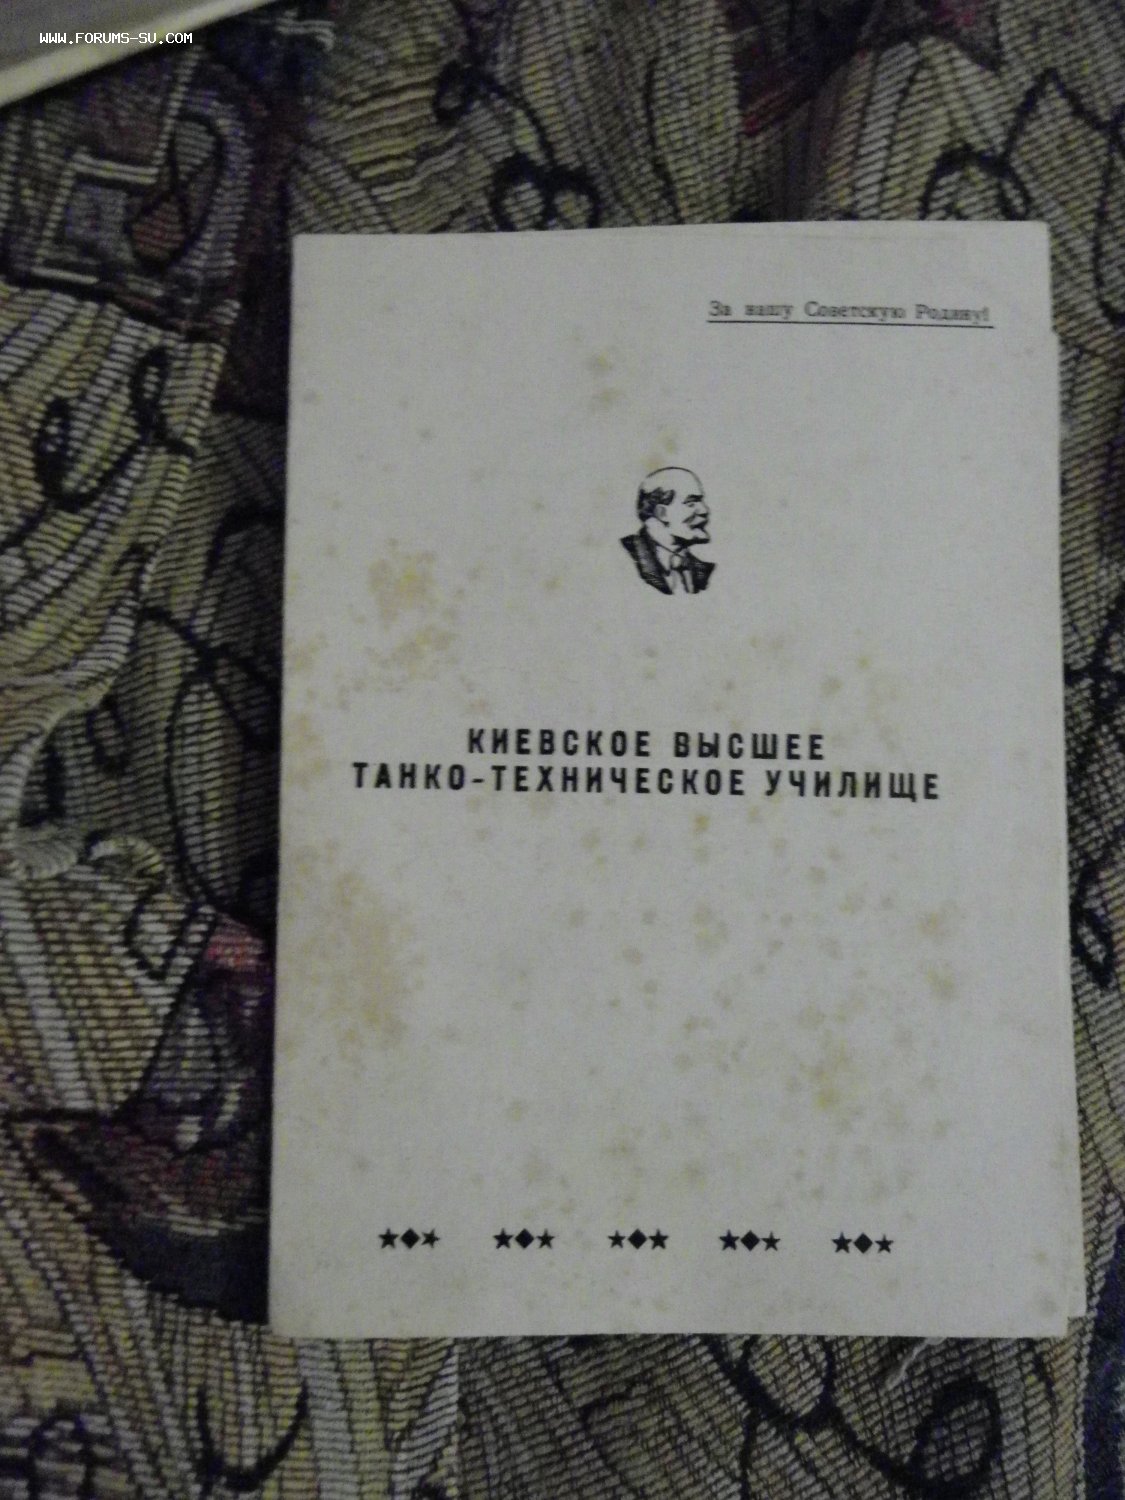 WWW.FORUMS-SU.COM
За нашу Советскую Родину!
КИЕВСКОЕ ВЫСШЕЕ
ТАНКО-ТЕХНИЧЕСКОЕ УЧИЛИЩЕ